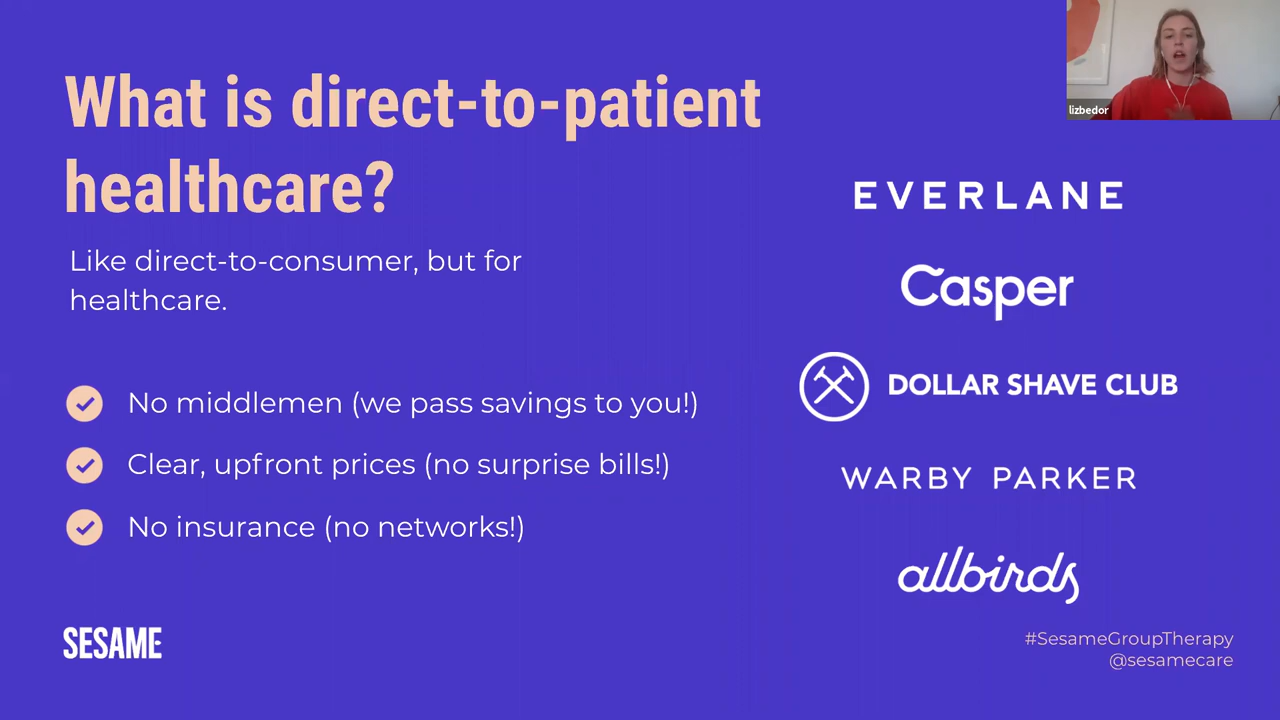 What is direct-to-patient
healthcare?
Like direct-to-consumer, but for
healthcare.
No middlemen (we pass savings to you!)
Clear, upfront prices (no surprise bills!)
No insurance (no networks!)
SESAME
lizbedor
EVERLANE
Casper
DOLLAR SHAVE CLUB
WARBY PARKER
allbirds
#SesameGroupTherapy
@sesamecare